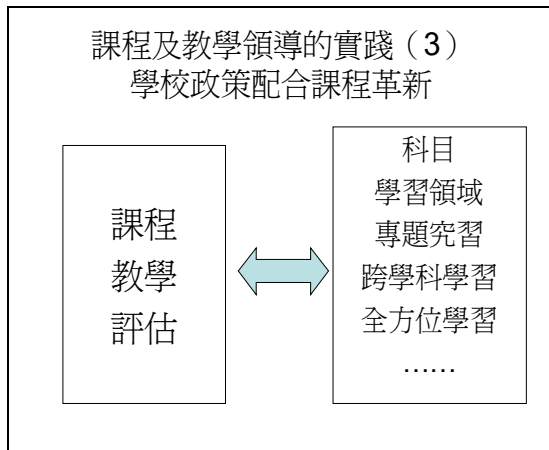 課程及教學領導的實踐（3）
學校政策配合課程革新
課程
教學
評估
科目
學習領域
專題究習
跨學科學習
全方位學習
……